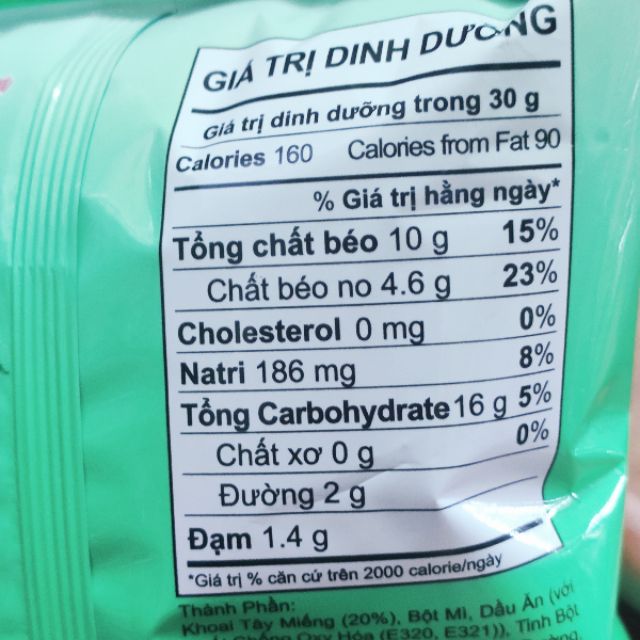 GIÁ TRỊ DINH DƯỠNG
Giá trị dinh dưỡng trong 30 g
Calories 160 Calories from Fat 90
% Giá trị hằng ngày*
Tổng chất béo 10 g 15%
Chất béo no 4.6 g 23%
Cholesterol 0 mg 0%
Natri 186 mg 8%
Tổng Carbohydrate 16 g 5%
Chất xơ 0 g 0%
Đường 2 g
Đạm 1.4 g
*Giá trị % căn cứ trên 2000 calorie/ngày
Thành Phần:
Khoai Tây Miếng (20%), Bột Mì, Dầu Ăn (với
Chống Oxy Hóa (E320, E321)), Tinh Bột